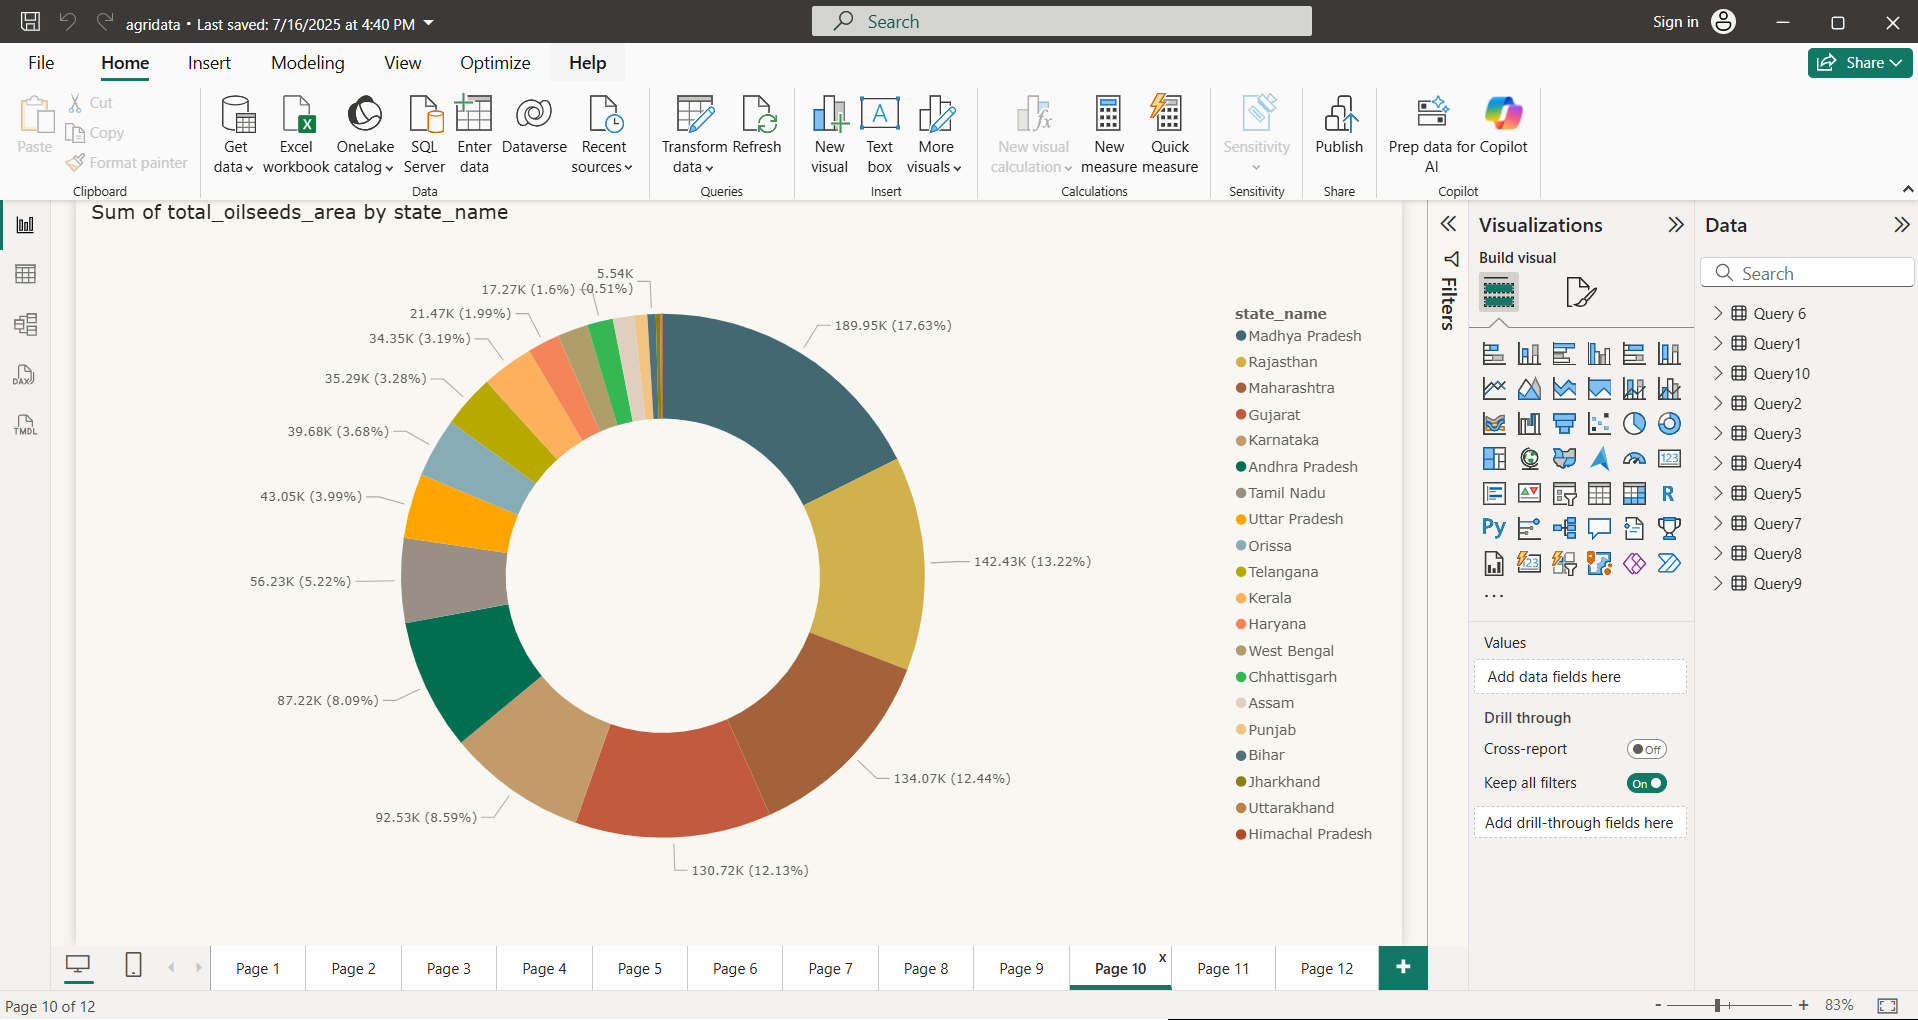 agridata • Last saved: 7/16/2025 at 4:40 PM
Search
Sign in
File Home Insert Modeling View Optimize Help
Share
Paste
Cut
Copy
Format painter
Clipboard
Get data
Excel workbook
OneLake catalog
SQL Server
Enter data
Dataverse
Recent sources
Data
Transform data
Refresh
Queries
New visual
Text box
More visuals
Insert
New visual calculation
New measure
Quick measure
Calculations
Sensitivity
Sensitivity
Publish
Share
Prep data for AI
Copilot
Copilot
DAX
TMDL
Sum of total_oilseeds_area by state_name
5.54K (0.51%)
17.27K (1.6%)
21.47K (1.99%)
34.35K (3.19%)
35.29K (3.28%)
39.68K (3.68%)
43.05K (3.99%)
56.23K (5.22%)
87.22K (8.09%)
92.53K (8.59%)
130.72K (12.13%)
134.07K (12.44%)
142.43K (13.22%)
189.95K (17.63%)
state_name
Madhya Pradesh
Rajasthan
Maharashtra
Gujarat
Karnataka
Andhra Pradesh
Tamil Nadu
Uttar Pradesh
Orissa
Telangana
Kerala
Haryana
West Bengal
Chhattisgarh
Assam
Punjab
Bihar
Jharkhand
Uttarakhand
Himachal Pradesh
Filters
Visualizations
Build visual
123
R
Py
123
...
Values
Add data fields here
Drill through
Cross-report Off
Keep all filters On
Add drill-through fields here
Data
Search
Query 6
Query1
Query10
Query2
Query3
Query4
Query5
Query7
Query8
Query9
Page 1 Page 2 Page 3 Page 4 Page 5 Page 6 Page 7 Page 8 Page 9 Page 10 x Page 11 Page 12 +
Page 10 of 12
- + 83%